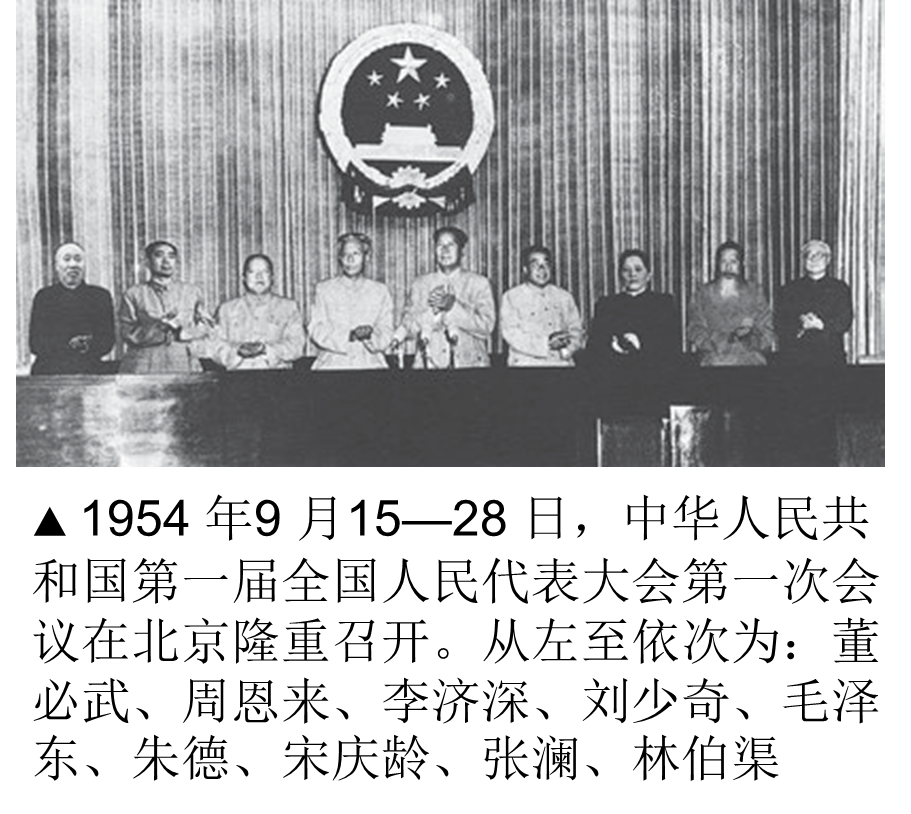 ▲1954 年9 月15—28 日，中华人民共
和国第一届全国人民代表大会第一次会
议在北京隆重召开。从左至依次为：董
必武、周恩来、李济深、刘少奇、毛泽
东、朱德、宋庆龄、张澜、林伯渠